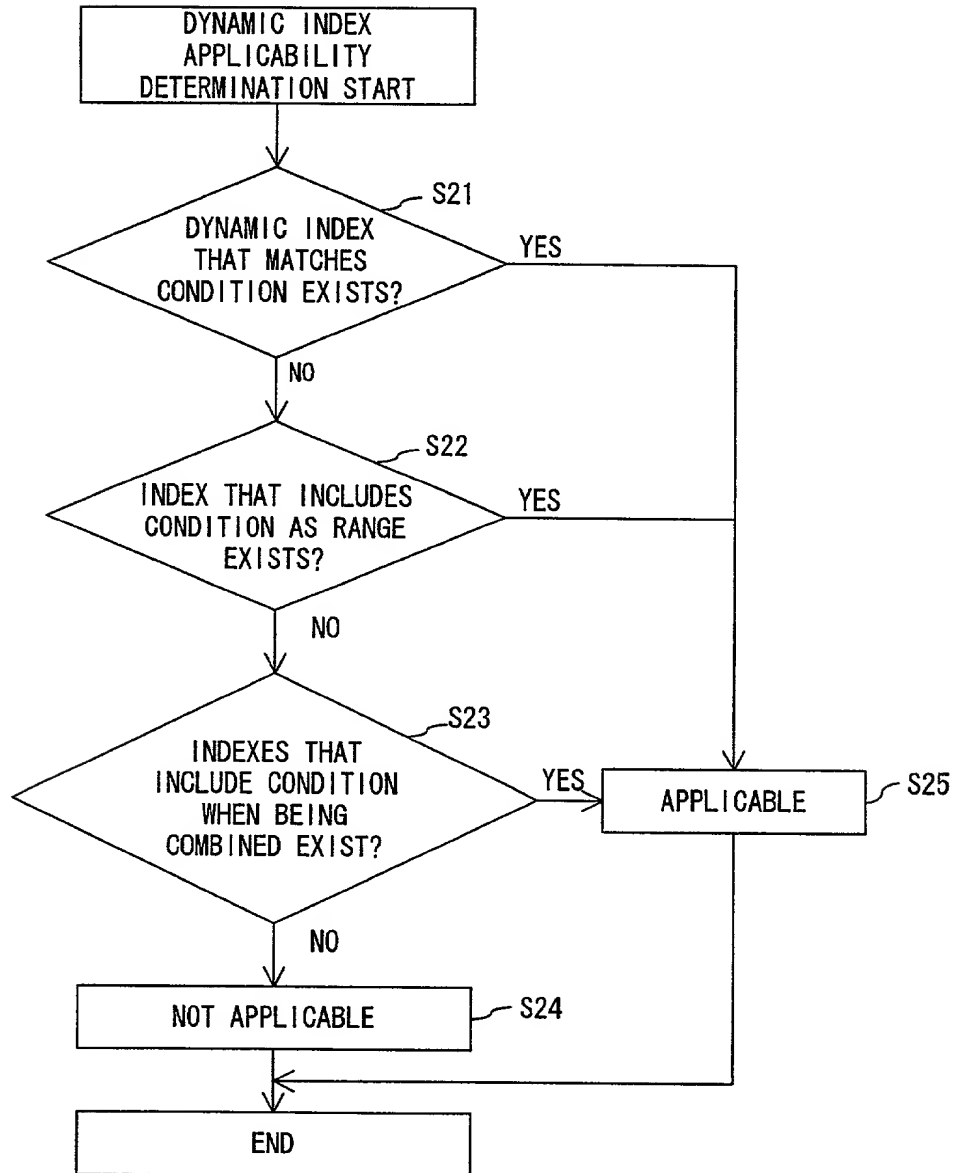 DYNAMIC INDEX
APPLICABILITY
DETERMINATION START
S21
DYNAMIC INDEX
THAT MATCHES
CONDITION EXISTS?
YES
NO
S22
INDEX THAT INCLUDES
CONDITION AS RANGE
EXISTS?
YES
NO
S23
INDEXES THAT
INCLUDE CONDITION
WHEN BEING
COMBINED EXIST?
YES
APPLICABLE
S25
NO
NOT APPLICABLE
S24
END